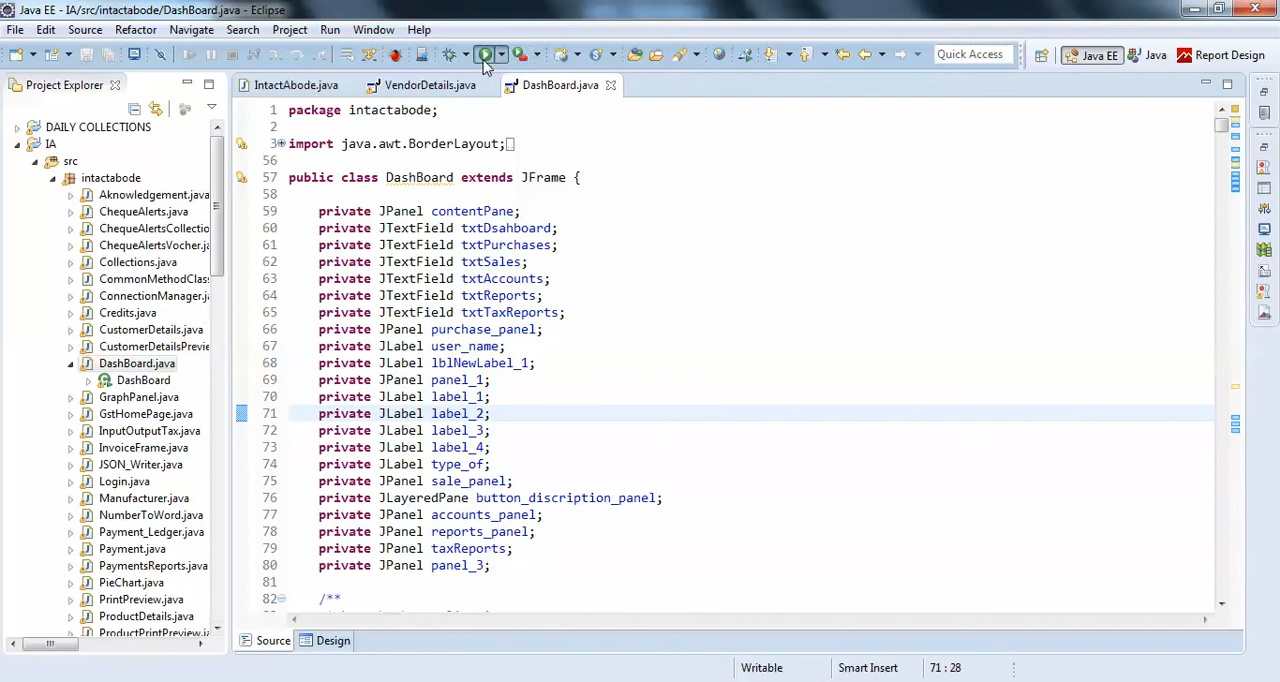 Java EE - IA/src/intactabode/DashBoard.java - Eclipse
File Edit Source Refactor Navigate Search Project Run Window Help
Quick Access Java EE Java Report Design
Project Explorer
IntactAbode.java VendorDetails.java DashBoard.java
DAILY COLLECTIONS
IA
src
intactabode
Aknowledgement.java
ChequeAlerts.java
ChequeAlertsCollectio
ChequeAlertsVocher.ja
Collections.java
CommonMethodClas
ConnectionManager.ja
Credits.java
CustomerDetails.java
CustomerDetailsPrevie
DashBoard.java
DashBoard
GraphPanel.java
GstHomePage.java
InputOutputTax.java
InvoiceFrame.java
JSON_Writer.java
Login.java
Manufacturer.java
NumberToWord.java
Payment_Ledger.java
Payment.java
PaymentsReports.java
PieChart.java
PrintPreview.java
ProductDetails.java
ProductPrintPreview.ja
1 package intactabode;
2
3 import java.awt.BorderLayout;
56
57 public class DashBoard extends JFrame {
58
59 private JPanel contentPane;
60 private JTextField txtDsahboard;
61 private JTextField txtPurchases;
62 private JTextField txtSales;
63 private JTextField txtAccounts;
64 private JTextField txtReports;
65 private JTextField txtTaxReports;
66 private JPanel purchase_panel;
67 private JLabel user_name;
68 private JLabel lblNewLabel_1;
69 private JPanel panel_1;
70 private JLabel label_1;
71 private JLabel label_2;
72 private JLabel label_3;
73 private JLabel label_4;
74 private JLabel type_of;
75 private JPanel sale_panel;
76 private JLayeredPane button_discription_panel;
77 private JPanel accounts_panel;
78 private JPanel reports_panel;
79 private JPanel taxReports;
80 private JPanel panel_3;
81
82 /**
Source Design
Writable Smart Insert 71 : 28